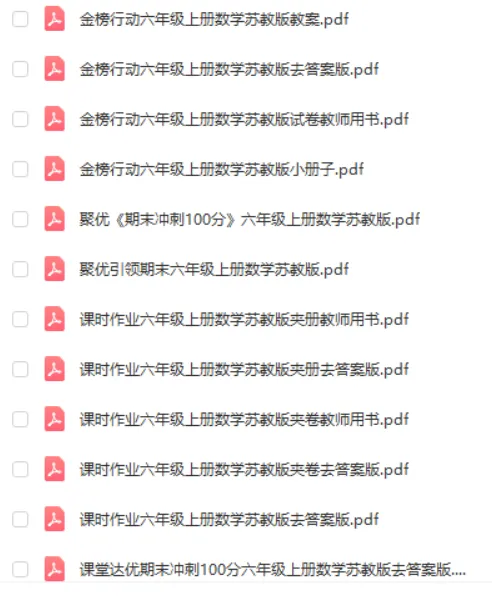 金榜行动六年级上册数学苏教版教案.pdf
金榜行动六年级上册数学苏教版去答案版.pdf
金榜行动六年级上册数学苏教版试卷教师用书.pdf
金榜行动六年级上册数学苏教版小册子.pdf
聚优《期末冲刺100分》六年级上册数学苏教版.pdf
聚优引领期末六年级上册数学苏教版.pdf
课时作业六年级上册数学苏教版夹册教师用书.pdf
课时作业六年级上册数学苏教版夹册去答案版.pdf
课时作业六年级上册数学苏教版夹卷教师用书.pdf
课时作业六年级上册数学苏教版夹卷去答案版.pdf
课时作业六年级上册数学苏教版去答案版.pdf
课堂达优期末冲刺100分六年级上册数学苏教版去答案版....